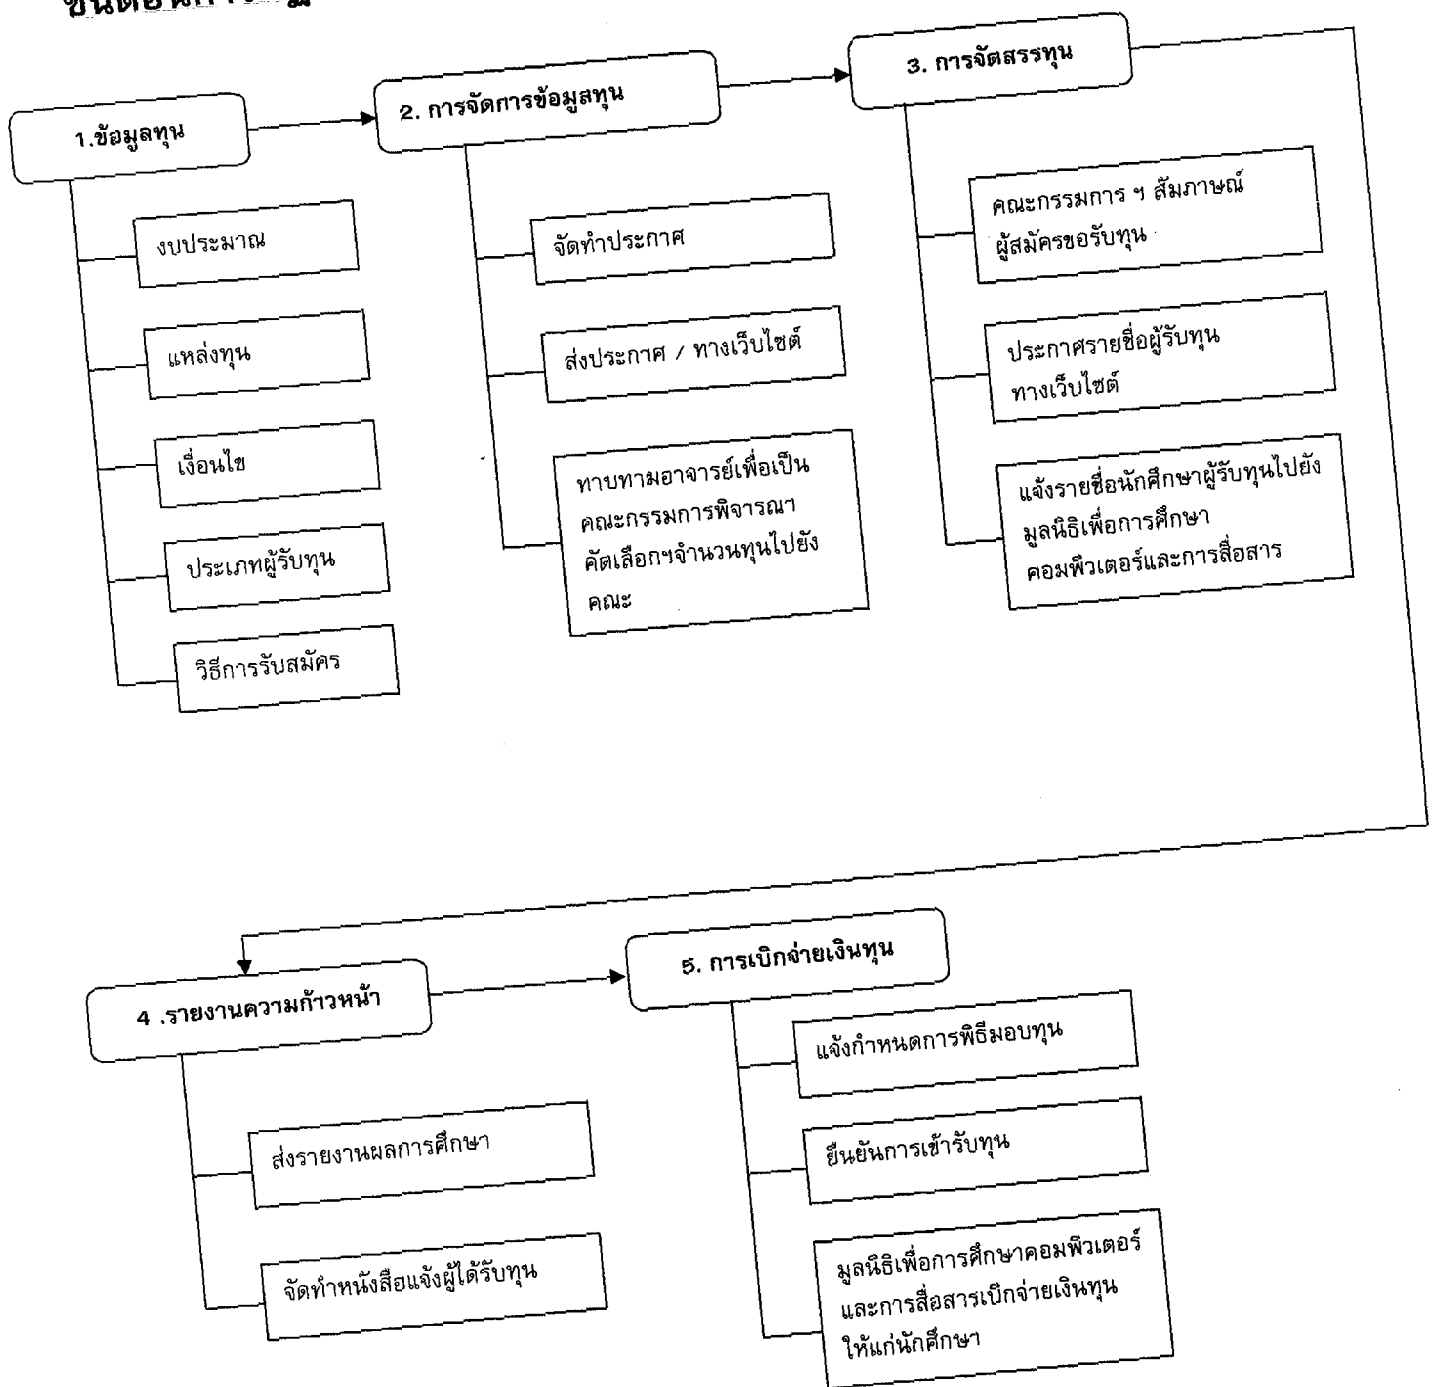 1.ข้อมูลทุน
งบประมาณ
แหล่งทุน
เงื่อนไข
ประเภทผู้รับทุน
วิธีการรับสมัคร
2. การจัดการข้อมูลทุน
จัดทำประกาศ
ส่งประกาศ / ทางเว็บไซต์
ทาบทามอาจารย์เพื่อเป็น
คณะกรรมการพิจารณา
คัดเลือกฯจำนวนทุนไปยัง
คณะ
3. การจัดสรรทุน
คณะกรรมการ ฯ สัมภาษณ์
ผู้สมัครขอรับทุน
ประกาศรายชื่อผู้รับทุน
ทางเว็บไซต์
แจ้งรายชื่อนักศึกษาผู้รับทุนไปยัง
มูลนิธิเพื่อการศึกษา
คอมพิวเตอร์และการสื่อสาร
4 .รายงานความก้าวหน้า
ส่งรายงานผลการศึกษา
จัดทำหนังสือแจ้งผู้ได้รับทุน
5. การเบิกจ่ายเงินทุน
แจ้งกำหนดการพิธีมอบทุน
ยืนยันการเข้ารับทุน
มูลนิธิเพื่อการศึกษาคอมพิวเตอร์
และการสื่อสารเบิกจ่ายเงินทุน
ให้แก่นักศึกษา